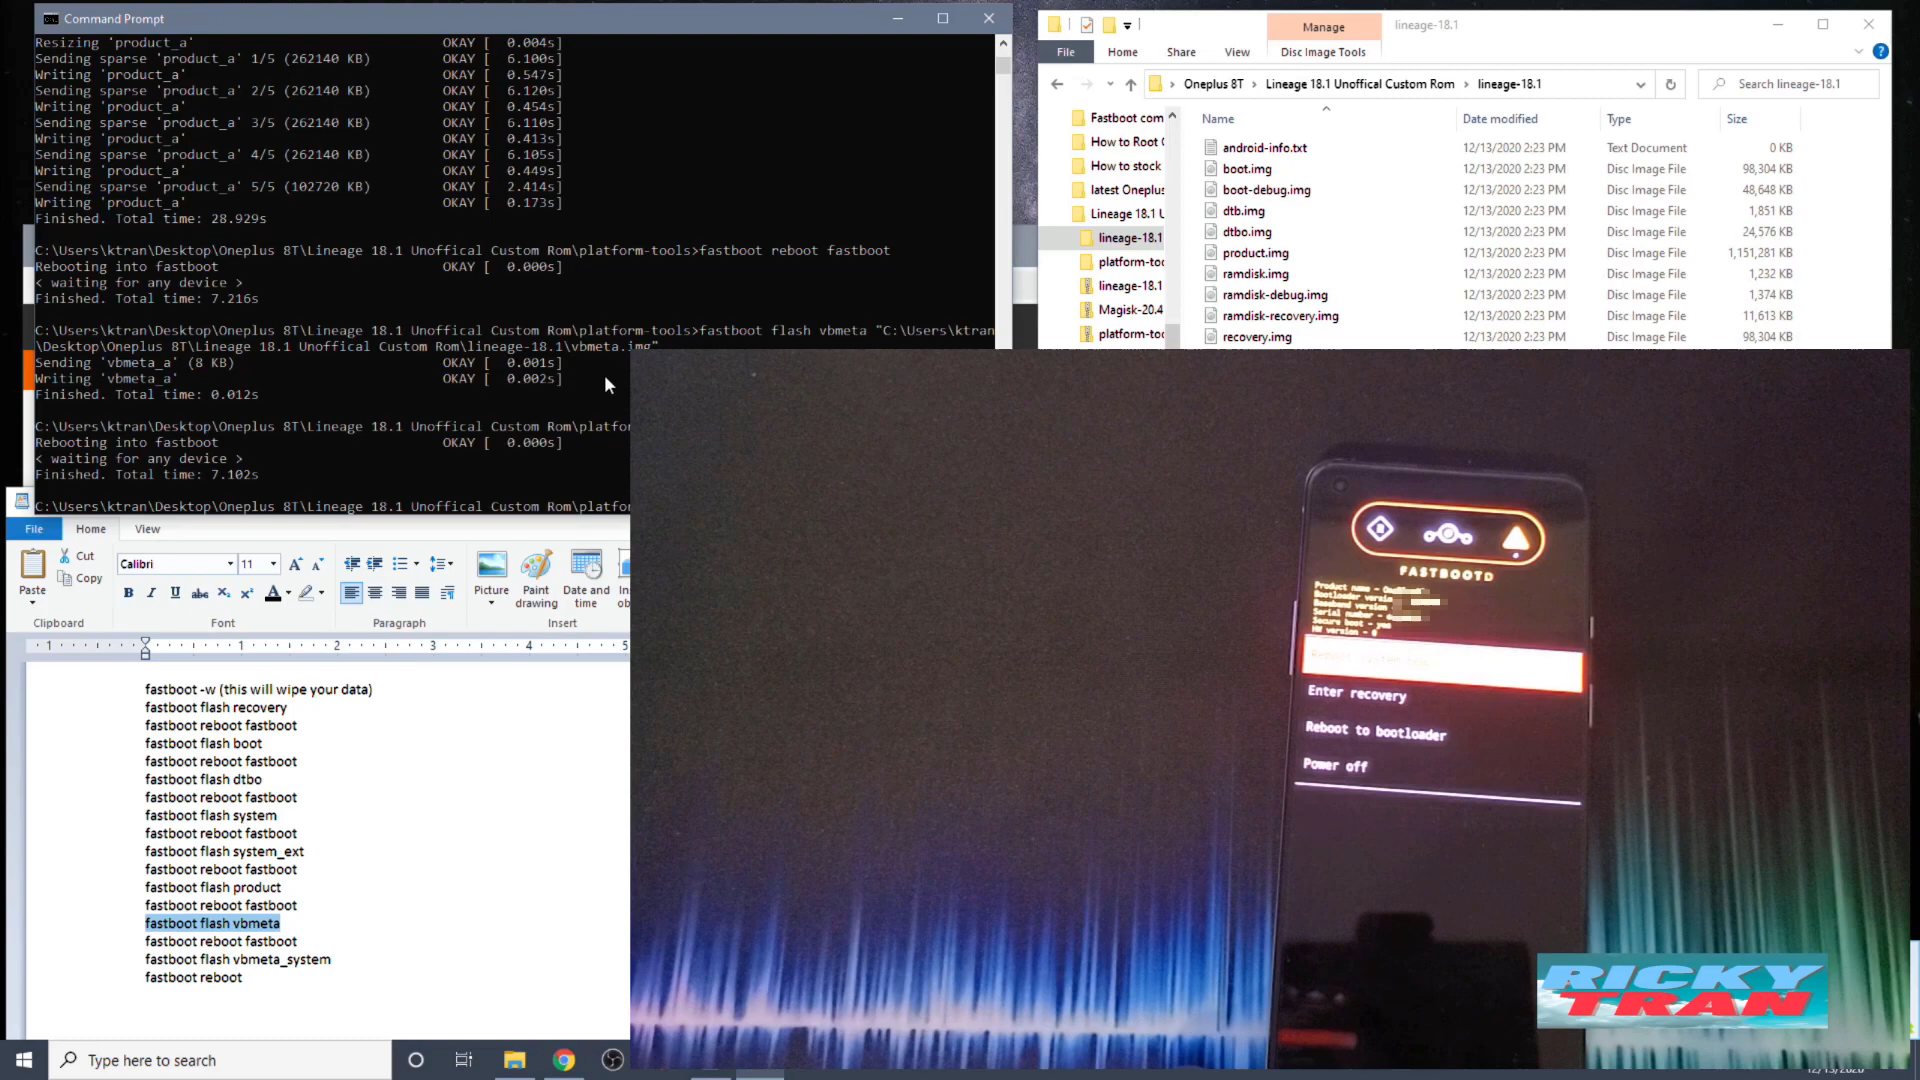 Command Prompt
Resizing 'product_a' OKAY [ 0.004s]
Sending sparse 'product_a' 1/5 (262140 KB) OKAY [ 6.100s]
Writing 'product_a' OKAY [ 0.547s]
Sending sparse 'product_a' 2/5 (262140 KB) OKAY [ 6.120s]
Writing 'product_a' OKAY [ 0.454s]
Sending sparse 'product_a' 3/5 (262140 KB) OKAY [ 6.110s]
Writing 'product_a' OKAY [ 0.413s]
Sending sparse 'product_a' 4/5 (262140 KB) OKAY [ 6.105s]
Writing 'product_a' OKAY [ 0.449s]
Sending sparse 'product_a' 5/5 (102720 KB) OKAY [ 2.414s]
Writing 'product_a' OKAY [ 0.173s]
Finished. Total time: 28.929s
C:\Users\ktran\Desktop\Oneplus 8T\Lineage 18.1 Unoffical Custom Rom\platform-tools>fastboot reboot fastboot
Rebooting into fastboot OKAY [ 0.000s]
< waiting for any device >
Finished. Total time: 7.216s
C:\Users\ktran\Desktop\Oneplus 8T\Lineage 18.1 Unoffical Custom Rom\platform-tools>fastboot flash vbmeta "C:\Users\ktran
\Desktop\Oneplus 8T\Lineage 18.1 Unoffical Custom Rom\lineage-18.1\vbmeta.img"
Sending 'vbmeta_a' (8 KB) OKAY [ 0.001s]
Writing 'vbmeta_a' OKAY [ 0.002s]
Finished. Total time: 0.012s
C:\Users\ktran\Desktop\Oneplus 8T\Lineage 18.1 Unoffical Custom Rom\platfor
Rebooting into fastboot OKAY [ 0.000s]
< waiting for any device >
Finished. Total time: 7.102s
C:\Users\ktran\Desktop\Oneplus 8T\Lineage 18.1 Unoffical Custom Rom\platfor
Manage
lineage-18.1
File Home Share View Disc Image Tools
Oneplus 8T > Lineage 18.1 Unoffical Custom Rom > lineage-18.1
Search lineage-18.1
Fastboot com
How to Root
How to stock
latest Oneplus
Lineage 18.1 U
lineage-18.1
platform-too
lineage-18.1
Magisk-20.4
platform-too
Name Date modified Type Size
android-info.txt 12/13/2020 2:23 PM Text Document 0 KB
boot.img 12/13/2020 2:23 PM Disc Image File 98,304 KB
boot-debug.img 12/13/2020 2:23 PM Disc Image File 48,648 KB
dtb.img 12/13/2020 2:23 PM Disc Image File 1,851 KB
dtbo.img 12/13/2020 2:23 PM Disc Image File 24,576 KB
product.img 12/13/2020 2:23 PM Disc Image File 1,151,281 KB
ramdisk.img 12/13/2020 2:23 PM Disc Image File 1,232 KB
ramdisk-debug.img 12/13/2020 2:23 PM Disc Image File 1,374 KB
ramdisk-recovery.img 12/13/2020 2:23 PM Disc Image File 11,613 KB
recovery.img 12/13/2020 2:23 PM Disc Image File 98,304 KB
File Home View
Paste
Cut
Copy
Clipboard
Calibri 11
Font
Paragraph
Picture
Paint drawing
Date and time
Insert
1 1 2 3 4 5
fastboot -w (this will wipe your data)
fastboot flash recovery
fastboot reboot fastboot
fastboot flash boot
fastboot reboot fastboot
fastboot flash dtbo
fastboot reboot fastboot
fastboot flash system
fastboot reboot fastboot
fastboot flash system_ext
fastboot reboot fastboot
fastboot flash product
fastboot reboot fastboot
fastboot flash vbmeta
fastboot reboot fastboot
fastboot flash vbmeta_system
fastboot reboot
FASTBOOTD
Product name -
Bootloader version
Baseband version -
Serial number -
Secure boot - yes
HW version - 0
Enter recovery
Reboot to bootloader
Power off
RICKY
TRAN
Type here to search